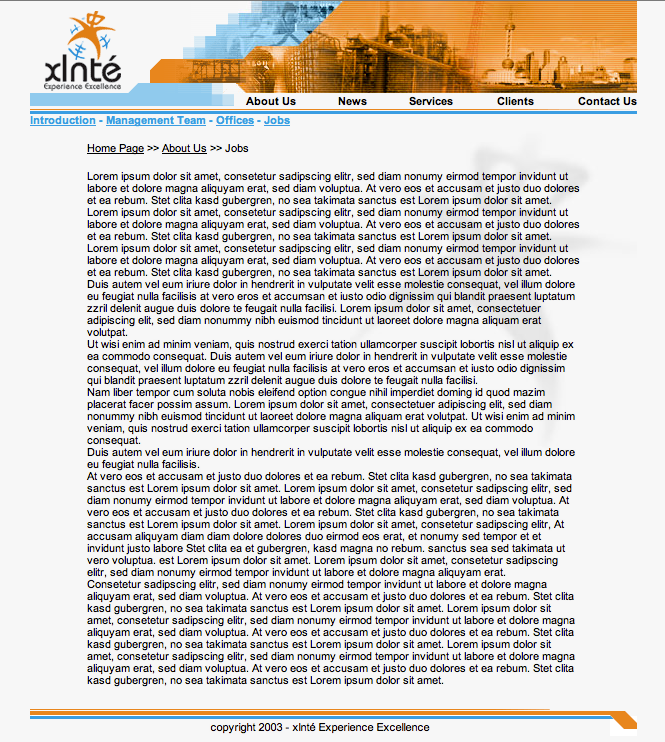 xlnté
Experience Excellence
About Us News Services Clients Contact Us
Introduction - Management Team - Offices - Jobs
Home Page >> About Us >> Jobs
Lorem ipsum dolor sit amet, consetetur sadipscing elitr, sed diam nonumy eirmod tempor invidunt ut
labore et dolore magna aliquyam erat, sed diam voluptua. At vero eos et accusam et justo duo dolores
et ea rebum. Stet clita kasd gubergren, no sea takimata sanctus est Lorem ipsum dolor sit amet.
Lorem ipsum dolor sit amet, consetetur sadipscing elitr, sed diam nonumy eirmod tempor invidunt ut
labore et dolore magna aliquyam erat, sed diam voluptua. At vero eos et accusam et justo duo dolores
et ea rebum. Stet clita kasd gubergren, no sea takimata sanctus est Lorem ipsum dolor sit amet.
Lorem ipsum dolor sit amet, consetetur sadipscing elitr, sed diam nonumy eirmod tempor invidunt ut
labore et dolore magna aliquyam erat, sed diam voluptua. At vero eos et accusam et justo duo dolores
et ea rebum. Stet clita kasd gubergren, no sea takimata sanctus est Lorem ipsum dolor sit amet.
Duis autem vel eum iriure dolor in hendrerit in vulputate velit esse molestie consequat, vel illum dolore
eu feugiat nulla facilisis at vero eros et accumsan et iusto odio dignissim qui blandit praesent luptatum
zzril delenit augue duis dolore te feugait nulla facilisi. Lorem ipsum dolor sit amet, consectetuer
adipiscing elit, sed diam nonummy nibh euismod tincidunt ut laoreet dolore magna aliquam erat
volutpat.
Ut wisi enim ad minim veniam, quis nostrud exerci tation ullamcorper suscipit lobortis nisl ut aliquip ex
ea commodo consequat. Duis autem vel eum iriure dolor in hendrerit in vulputate velit esse molestie
consequat, vel illum dolore eu feugiat nulla facilisis at vero eros et accumsan et iusto odio dignissim
qui blandit praesent luptatum zzril delenit augue duis dolore te feugait nulla facilisi.
Nam liber tempor cum soluta nobis eleifend option congue nihil imperdiet doming id quod mazim
placerat facer possim assum. Lorem ipsum dolor sit amet, consectetuer adipiscing elit, sed diam
nonummy nibh euismod tincidunt ut laoreet dolore magna aliquam erat volutpat. Ut wisi enim ad minim
veniam, quis nostrud exerci tation ullamcorper suscipit lobortis nisl ut aliquip ex ea commodo
consequat.
Duis autem vel eum iriure dolor in hendrerit in vulputate velit esse molestie consequat, vel illum dolore
eu feugiat nulla facilisis.
At vero eos et accusam et justo duo dolores et ea rebum. Stet clita kasd gubergren, no sea takimata
sanctus est Lorem ipsum dolor sit amet. Lorem ipsum dolor sit amet, consetetur sadipscing elitr, sed
diam nonumy eirmod tempor invidunt ut labore et dolore magna aliquyam erat, sed diam voluptua. At
vero eos et accusam et justo duo dolores et ea rebum. Stet clita kasd gubergren, no sea takimata
sanctus est Lorem ipsum dolor sit amet. Lorem ipsum dolor sit amet, consetetur sadipscing elitr, At
accusam aliquyam diam diam dolore dolores duo eirmod eos erat, et nonumy sed tempor et et
invidunt justo labore Stet clita ea et gubergren, kasd magna no rebum. sanctus sea sed takimata ut
vero voluptua. est Lorem ipsum dolor sit amet. Lorem ipsum dolor sit amet, consetetur sadipscing
elitr, sed diam nonumy eirmod tempor invidunt ut labore et dolore magna aliquyam erat.
Consetetur sadipscing elitr, sed diam nonumy eirmod tempor invidunt ut labore et dolore magna
aliquyam erat, sed diam voluptua. At vero eos et accusam et justo duo dolores et ea rebum. Stet clita
kasd gubergren, no sea takimata sanctus est Lorem ipsum dolor sit amet. Lorem ipsum dolor sit
amet, consetetur sadipscing elitr, sed diam nonumy eirmod tempor invidunt ut labore et dolore magna
aliquyam erat, sed diam voluptua. At vero eos et accusam et justo duo dolores et ea rebum. Stet clita
kasd gubergren, no sea takimata sanctus est Lorem ipsum dolor sit amet. Lorem ipsum dolor sit
amet, consetetur sadipscing elitr, sed diam nonumy eirmod tempor invidunt ut labore et dolore magna
aliquyam erat, sed diam voluptua. At vero eos et accusam et justo duo dolores et ea rebum. Stet clita
kasd gubergren, no sea takimata sanctus est Lorem ipsum dolor sit amet.
copyright 2003 - xlnté Experience Excellence